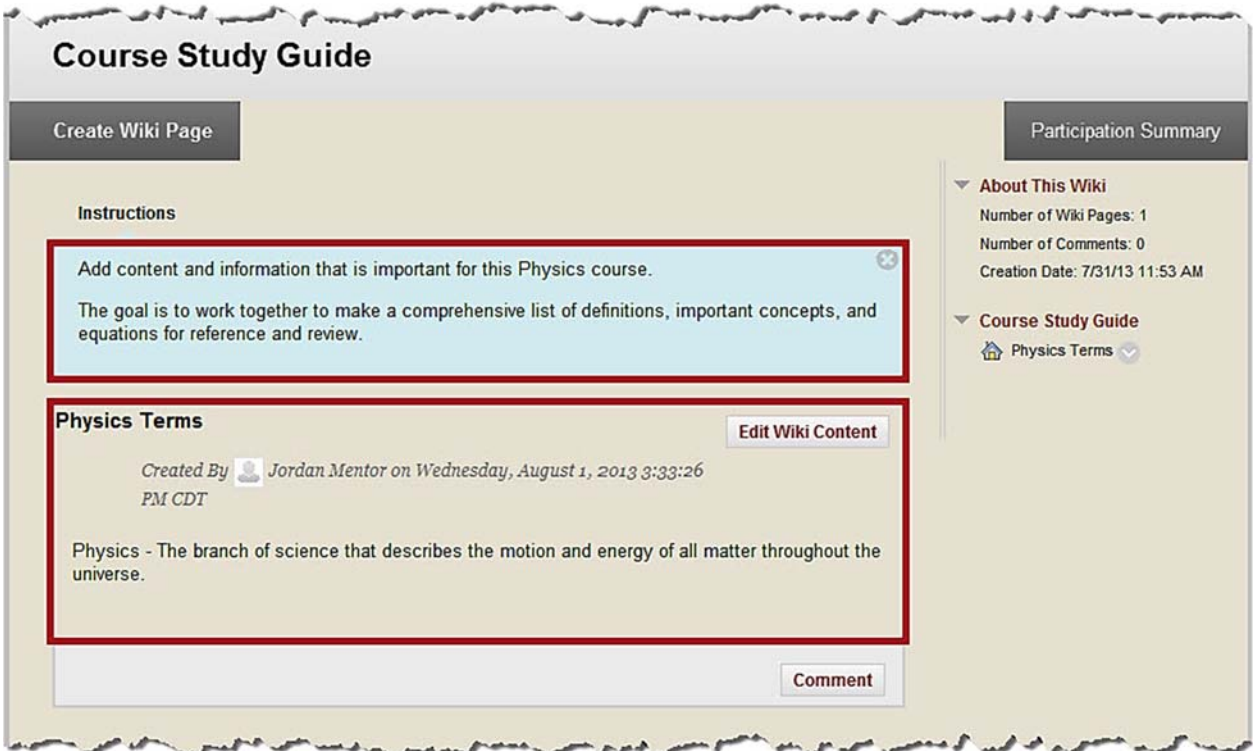 Course Study Guide
Create Wiki Page
Participation Summary
Instructions
Add content and information that is important for this Physics course.
The goal is to work together to make a comprehensive list of definitions, important concepts, and
equations for reference and review.
Physics Terms
Edit Wiki Content
Created By Jordan Mentor on Wednesday, August 1, 2013 3:33:26
PM CDT
Physics - The branch of science that describes the motion and energy of all matter throughout the
universe.
Comment
About This Wiki
Number of Wiki Pages: 1
Number of Comments: 0
Creation Date: 7/31/13 11:53 AM
Course Study Guide
Physics Terms